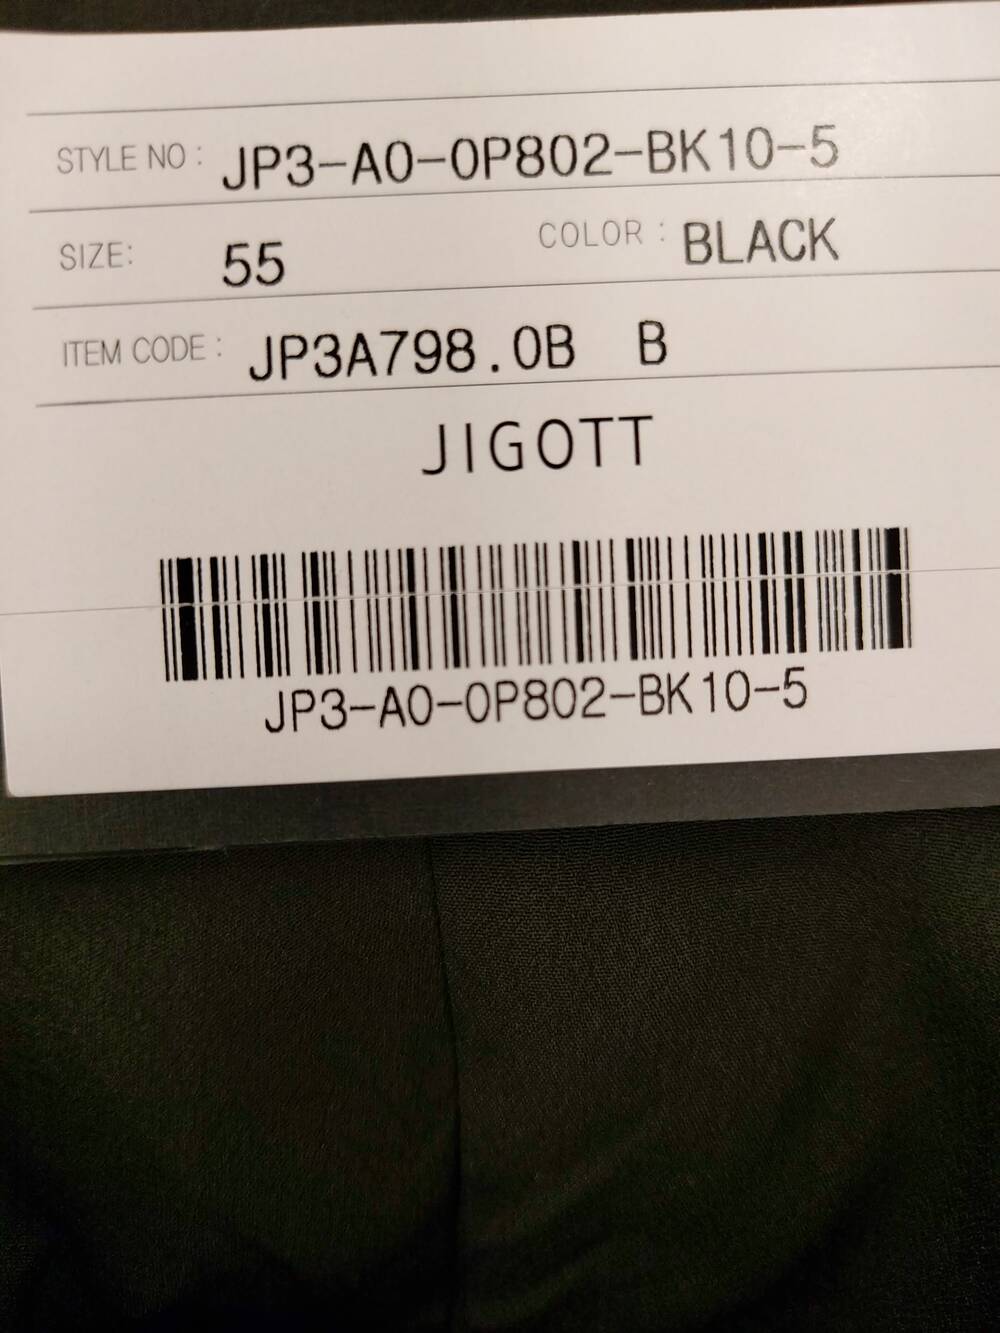 STYLE NO : JP3-A0-0P802-BK10-5
SIZE: 55 COLOR : BLACK
ITEM CODE : JP3A798.0B B
JIGOTT
JP3-A0-0P802-BK10-5